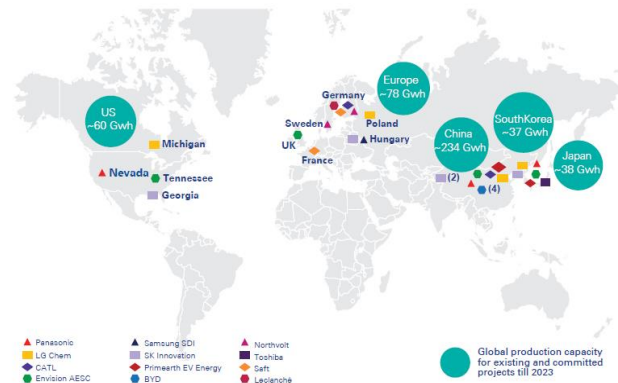 Europe
~78 Gwh
Germany
US
~60 Gwh
SouthKorea
~37 Gwh
Sweden
Poland
China
~234 Gwh
Michigan
UK
Hungary
Japan
~38 Gwh
France
Nevada
Tennessee
(2)
(4)
Georgia
Panasonic
Samsung SDI
Northvolt
LG Chem
SK Innovation
Toshiba
CATL
Primearth EV Energy
Saft
Envision AESC
BYD
Leclanché
Global production capacity
for existing and committed
projects till 2023